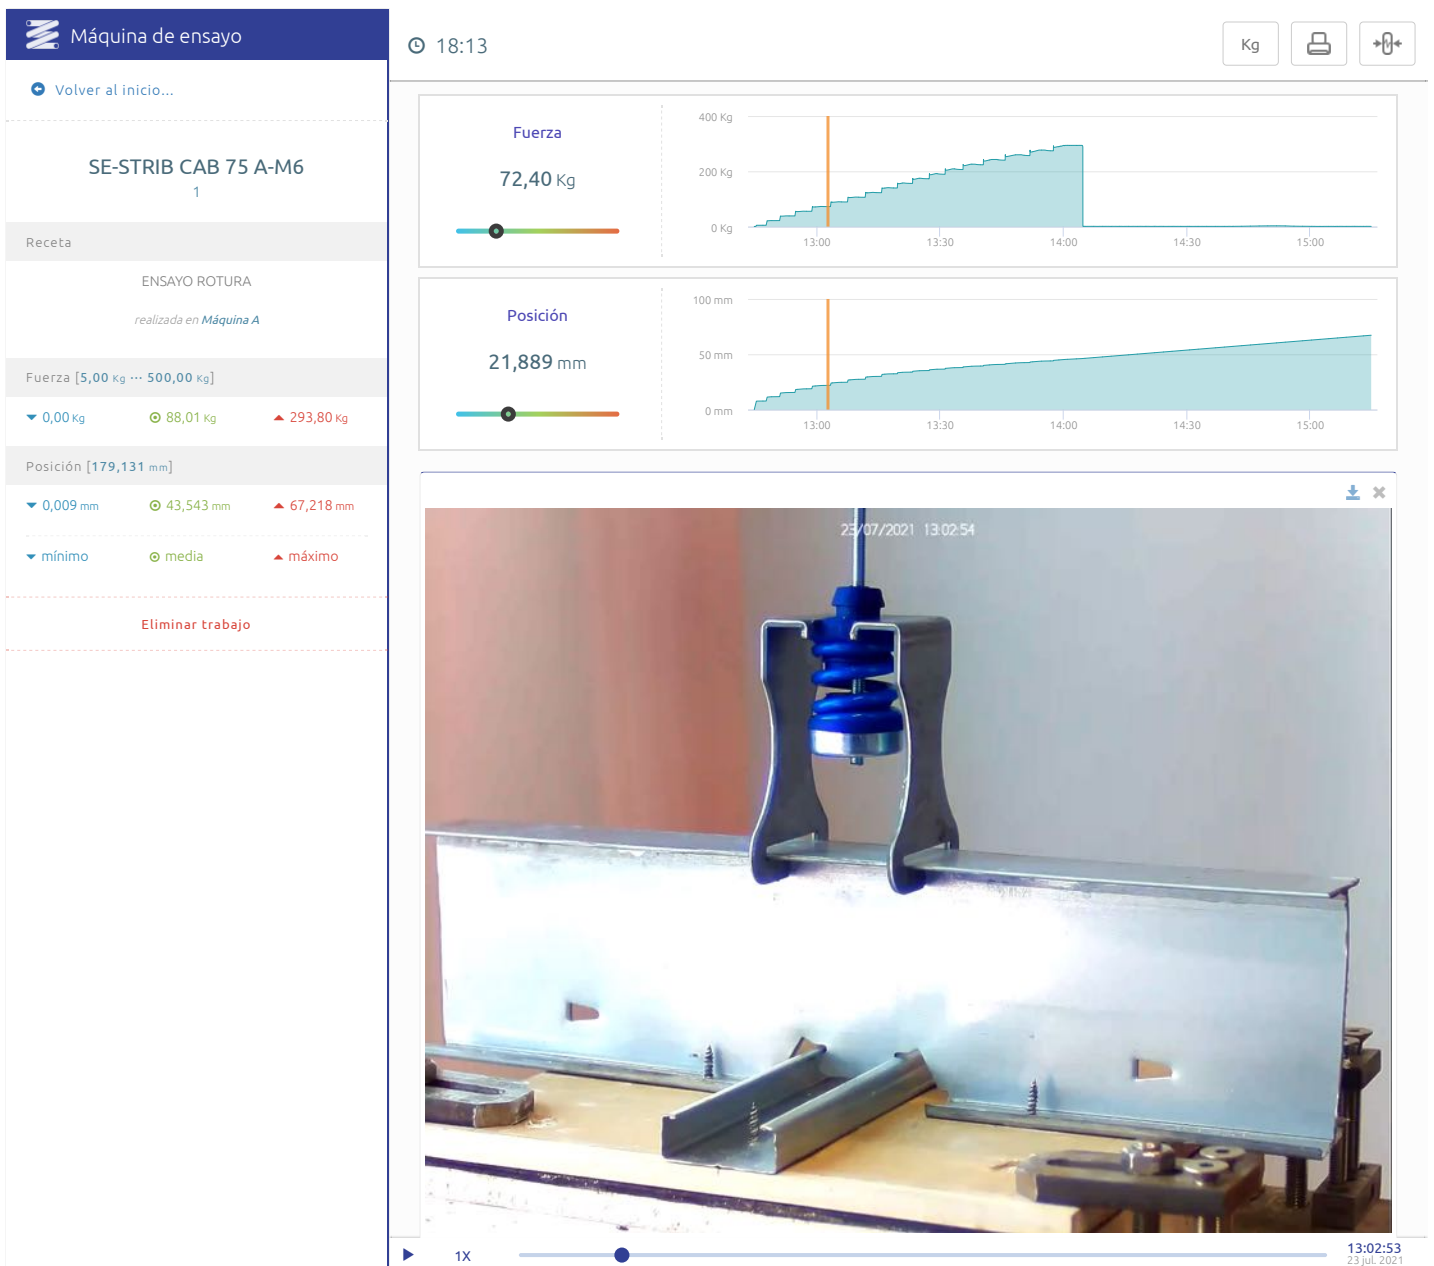 Máquina de ensayo
Volver al inicio...
SE-STRIB CAB 75 A-M6
1
Receta
ENSAYO ROTURA
realizada en Máquina A
Fuerza [5,00 Kg ··· 500,00 Kg]
0,00 Kg 88,01 Kg 293,80 Kg
Posición [179,131 mm]
0,009 mm 43,543 mm 67,218 mm
mínimo media máximo
Eliminar trabajo
18:13
Kg
Fuerza
72,40 Kg
400 Kg
200 Kg
0 Kg
13:00 13:30 14:00 14:30 15:00
Posición
21,889 mm
100 mm
50 mm
0 mm
13:00 13:30 14:00 14:30 15:00
23/07/2021 13:02:54
1X
13:02:53
23 jul. 2021